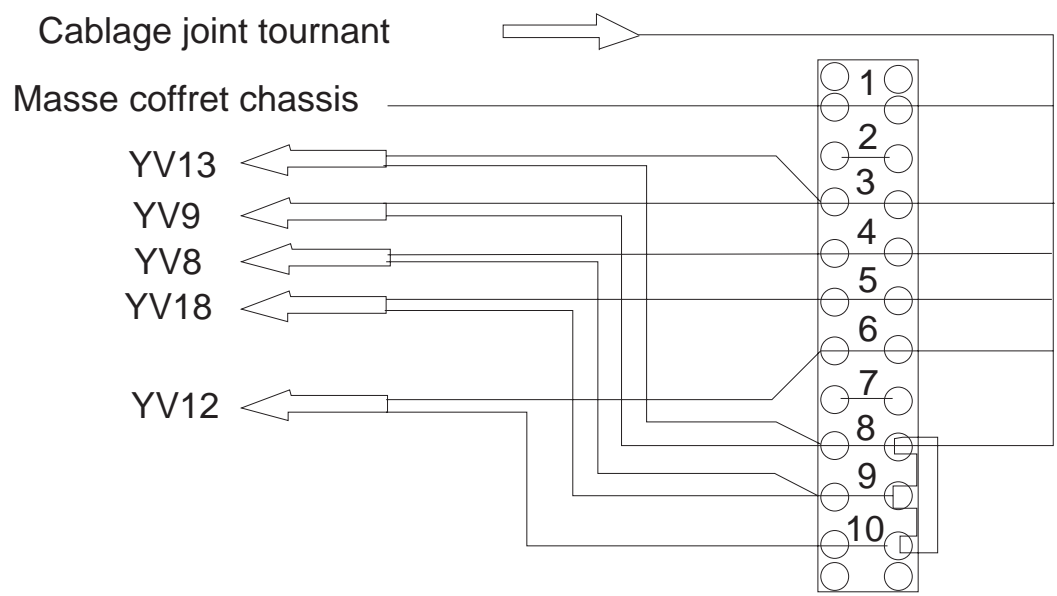 Cablage joint tournant
Masse coffret chassis
1
2
YV13
3
YV9
4
YV8
5
YV18
6
7
YV12
8
9
10